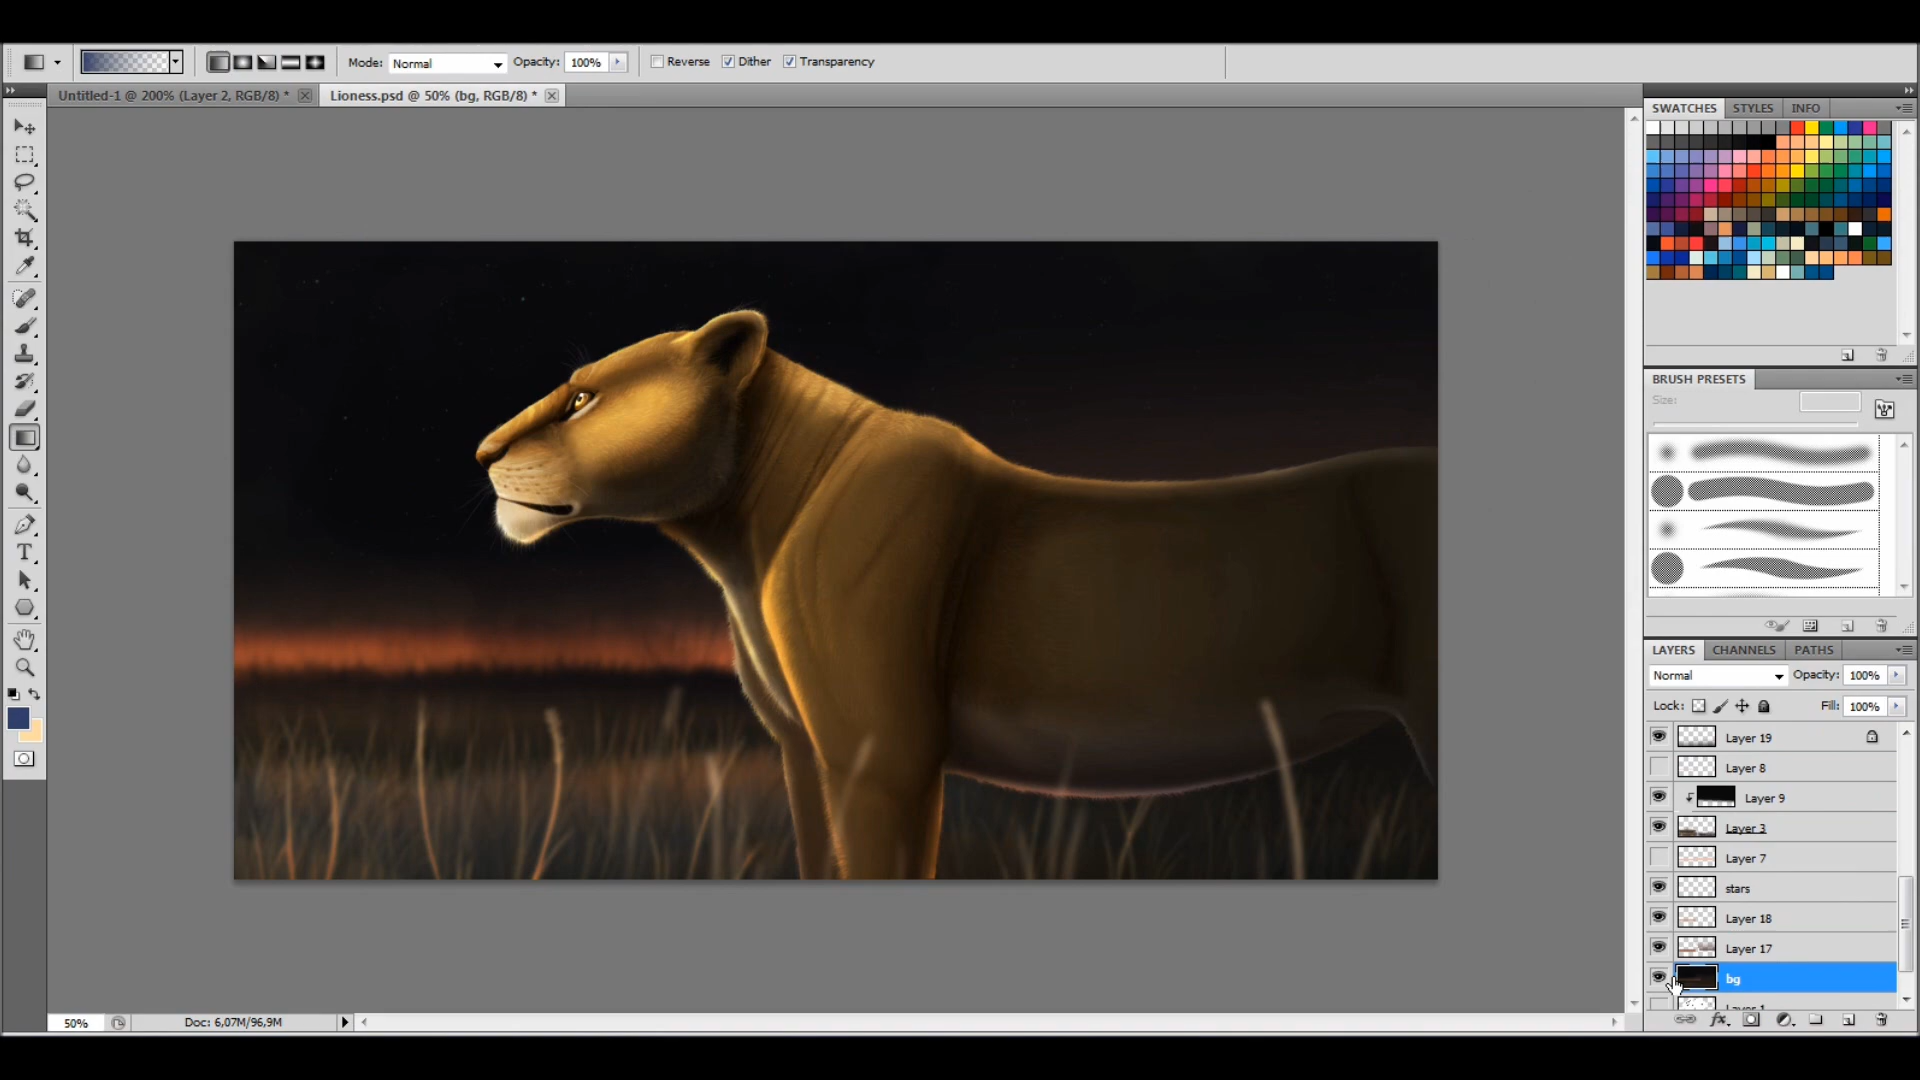 Mode: Normal Opacity: 100% Reverse Dither Transparency
Untitled-1 @ 200% (Layer 2, RGB/8) * Lioness.psd @ 50% (bg, RGB/8) *
SWATCHES STYLES INFO
BRUSH PRESETS
Size:
LAYERS CHANNELS PATHS
Normal Opacity: 100%
Lock: Fill: 100%
Layer 19
Layer 8
Layer 9
Layer 3
Layer 7
stars
Layer 18
Layer 17
bg
Layer 1
50% Doc: 6,07M/96,9M